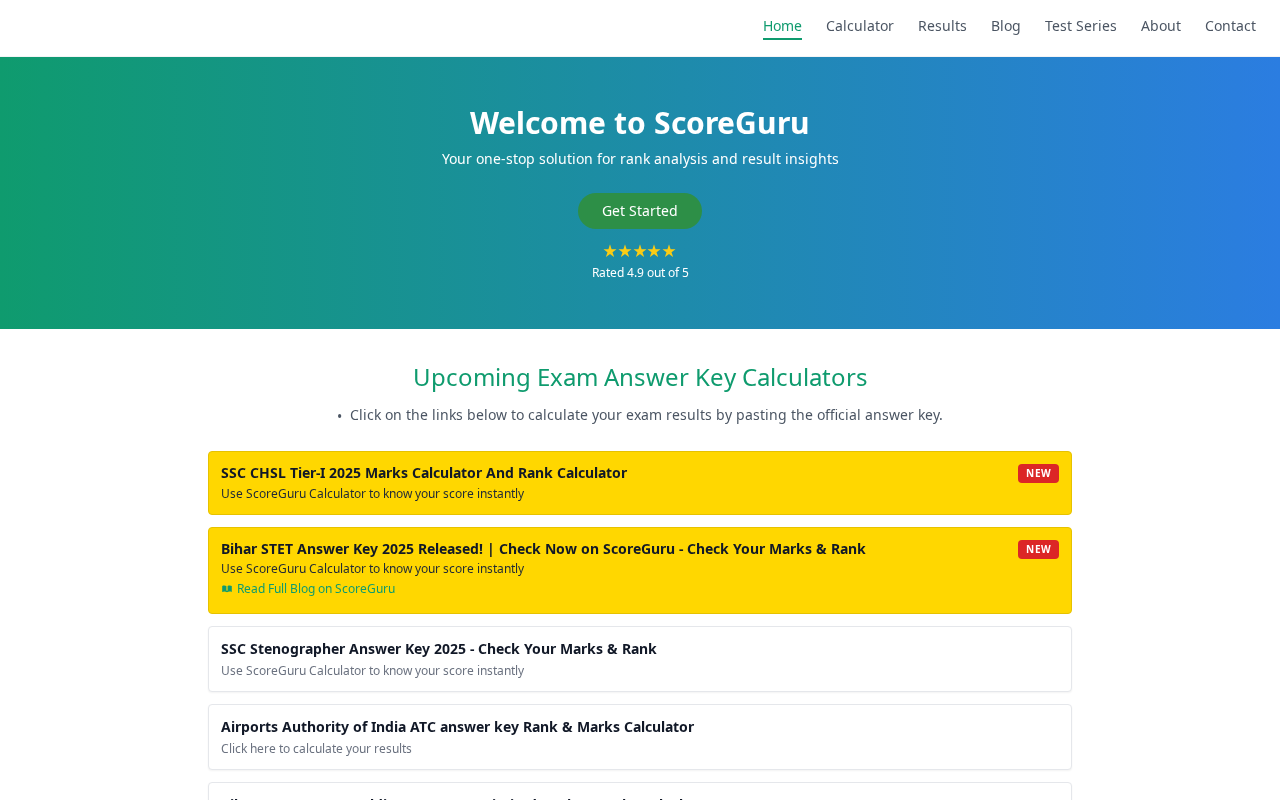 Home Calculator Results Blog Test Series About Contact
Welcome to ScoreGuru
Your one-stop solution for rank analysis and result insights
Get Started
★★★★★
Rated 4.9 out of 5
Upcoming Exam Answer Key Calculators
• Click on the links below to calculate your exam results by pasting the official answer key.
SSC CHSL Tier-I 2025 Marks Calculator And Rank Calculator NEW
Use ScoreGuru Calculator to know your score instantly
Bihar STET Answer Key 2025 Released! | Check Now on ScoreGuru - Check Your Marks & Rank NEW
Use ScoreGuru Calculator to know your score instantly
Read Full Blog on ScoreGuru
SSC Stenographer Answer Key 2025 - Check Your Marks & Rank
Use ScoreGuru Calculator to know your score instantly
Airports Authority of India ATC answer key Rank & Marks Calculator
Click here to calculate your results